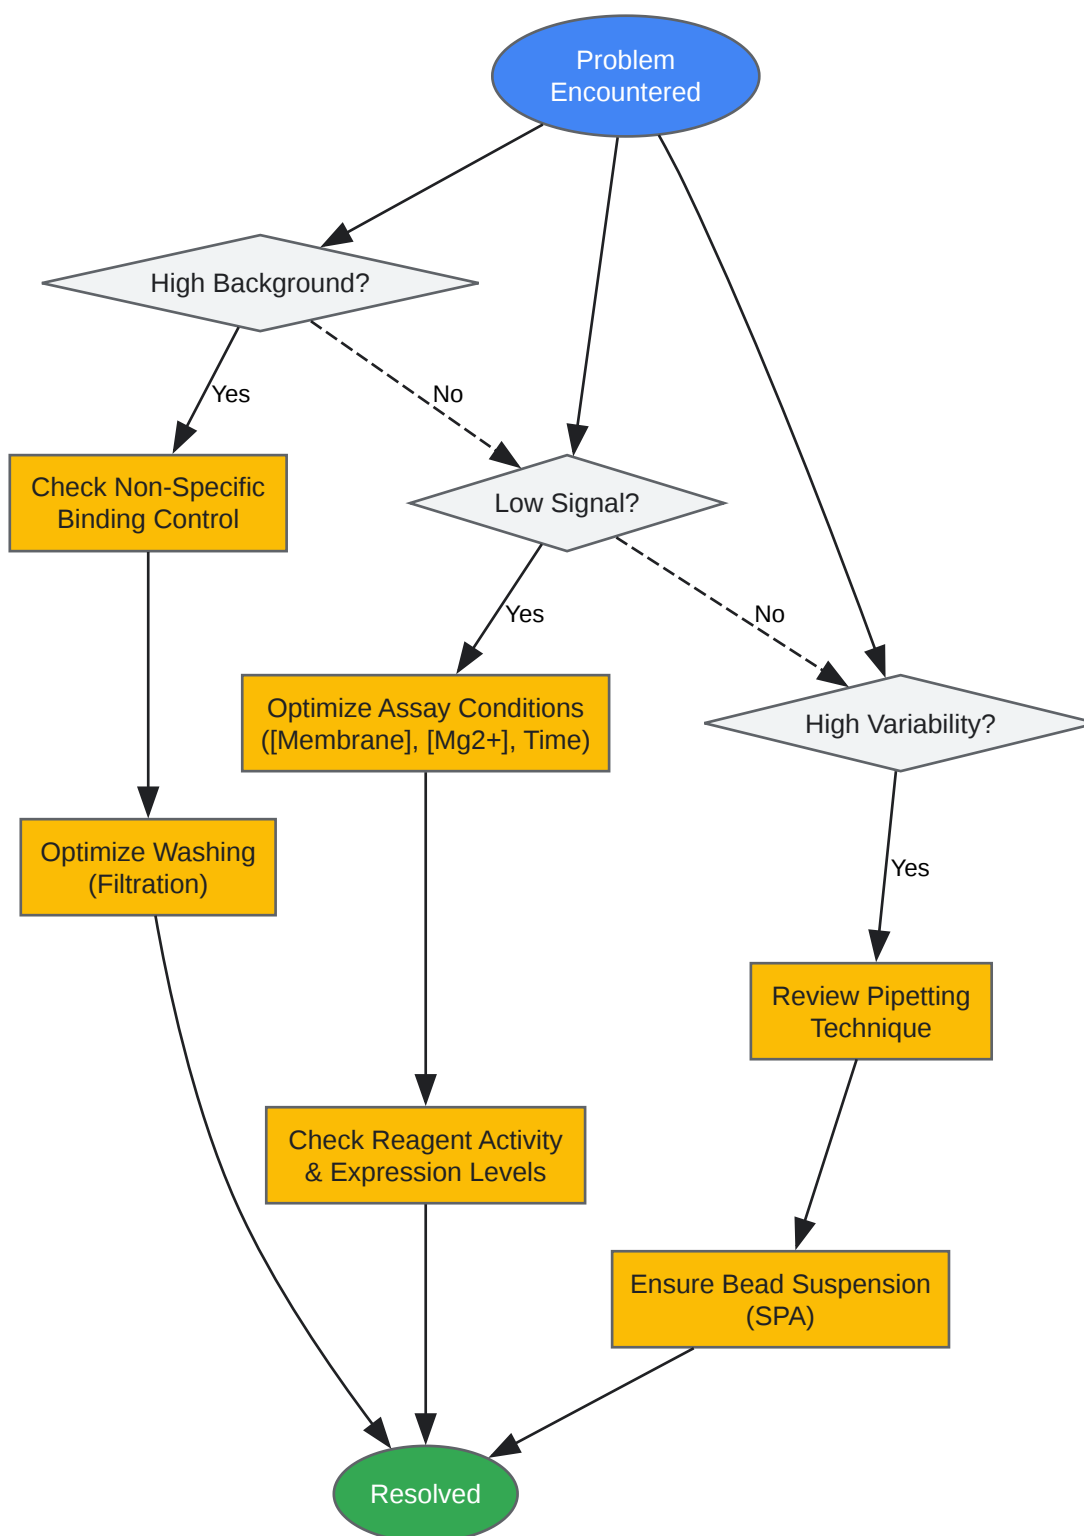 Problem
Encountered
High Background?
Yes
No
Check Non-Specific
Binding Control
Low Signal?
Yes
No
Optimize Assay Conditions
([Membrane], [Mg2+], Time)
High Variability?
Optimize Washing
(Filtration)
Yes
Review Pipetting
Technique
Check Reagent Activity
& Expression Levels
Ensure Bead Suspension
(SPA)
Resolved